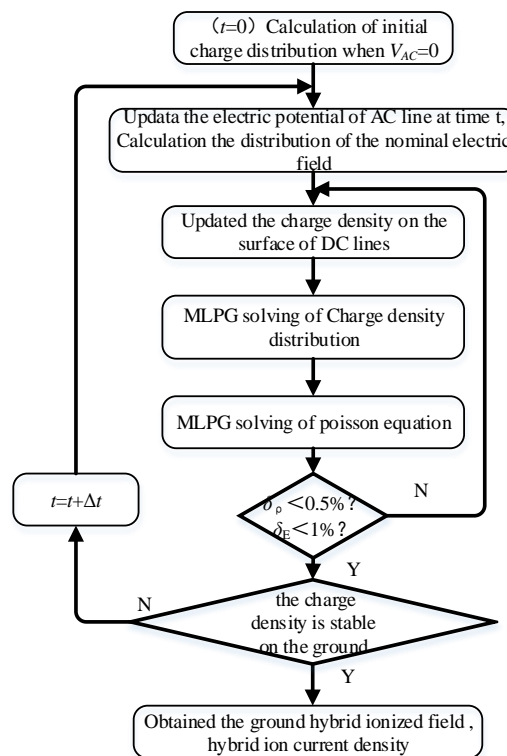 （t=0）Calculation of initial
charge distribution when VAC=0
Updata the electric potential of AC line at time t,
Calculation the distribution of the nominal electric
field
Updated the charge density on the
surface of DC lines
MLPG solving of Charge density
distribution
MLPG solving of poisson equation
t=t+Δt
δρ＜0.5%？
δE＜1%？
N
Y
N
the charge
density is stable
on the ground
Y
Obtained the ground hybrid ionized field ,
hybrid ion current density